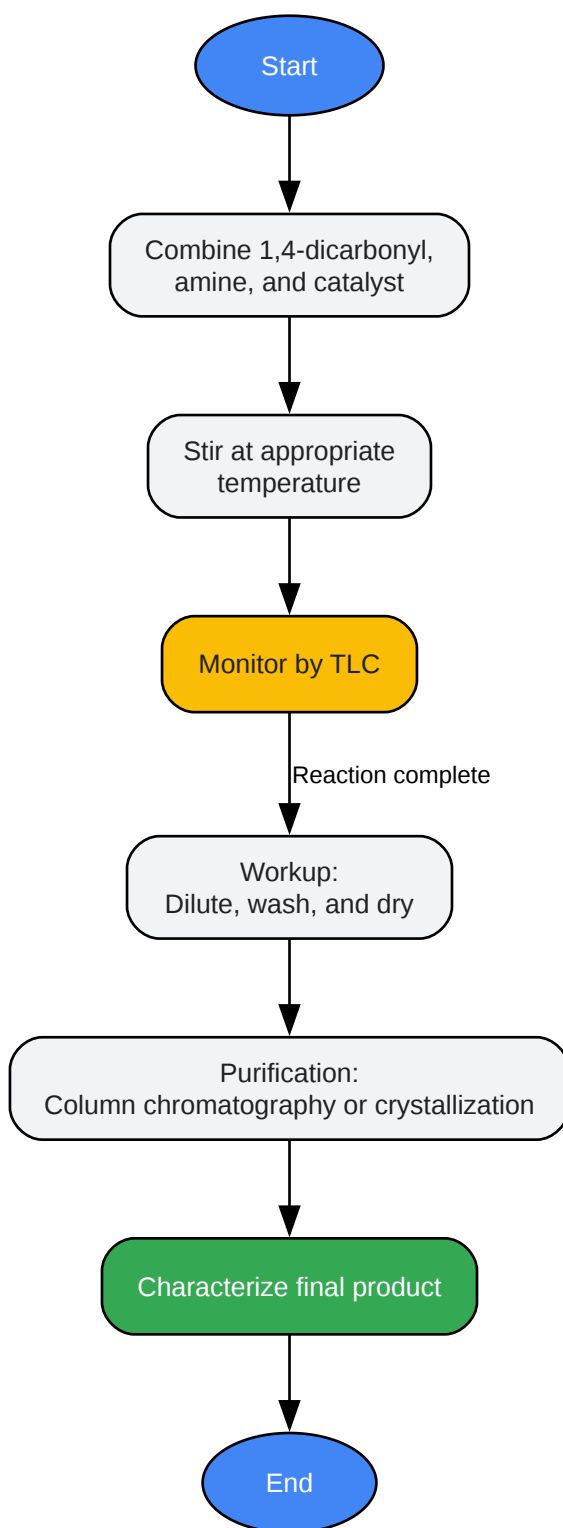 Start
Combine 1,4-dicarbonyl,
amine, and catalyst
Stir at appropriate
temperature
Monitor by TLC
Reaction complete
Workup:
Dilute, wash, and dry
Purification:
Column chromatography or crystallization
Characterize final product
End